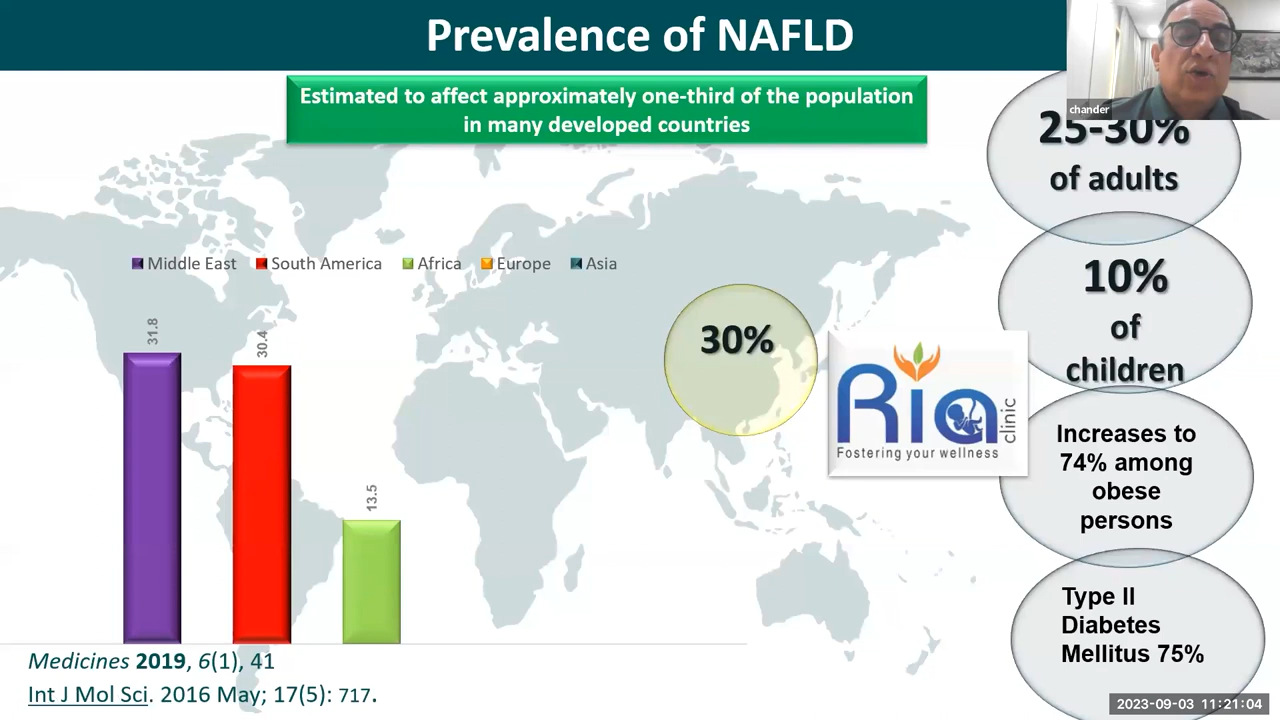 Prevalence of NAFLD
chander
Estimated to affect approximately one-third of the population
in many developed countries
25-30%
of adults
Middle East
South America
Africa
Europe
Asia
10%
of
children
31.8
30.4
13.5
30%
Ria
clinic
Fostering your wellness
Increases to
74% among
obese
persons
Type II
Diabetes
Mellitus 75%
Medicines 2019, 6(1), 41
Int J Mol Sci. 2016 May; 17(5): 717.
2023-09-03 11:21:04